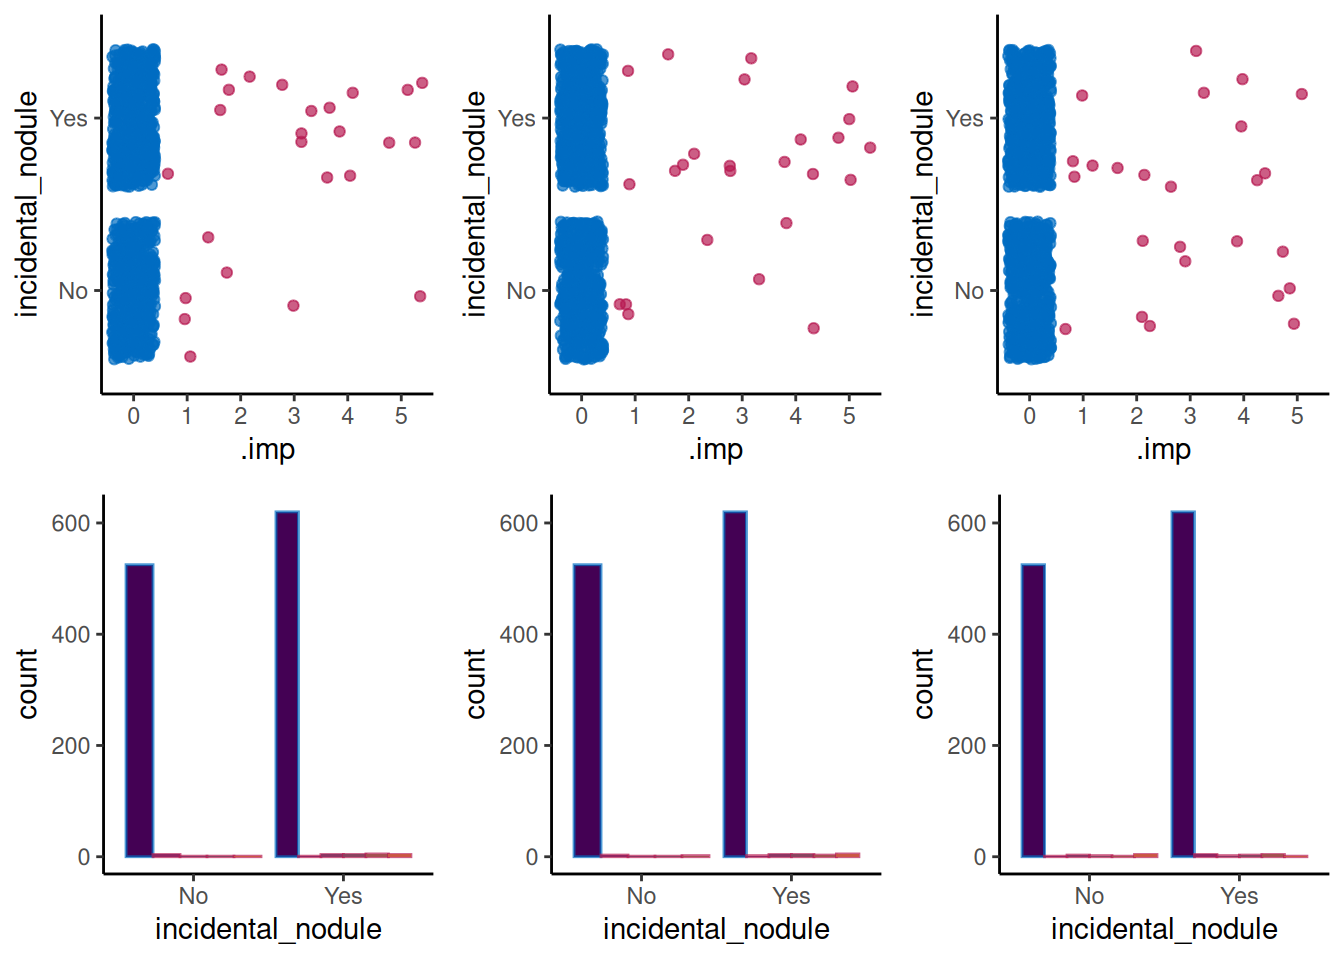 incidental_nodule
Yes
No
0 1 2 3 4 5
.imp
incidental_nodule
Yes
No
0 1 2 3 4 5
.imp
incidental_nodule
Yes
No
0 1 2 3 4 5
.imp
count
600
400
200
0
No Yes
incidental_nodule
count
600
400
200
0
No Yes
incidental_nodule
count
600
400
200
0
No Yes
incidental_nodule